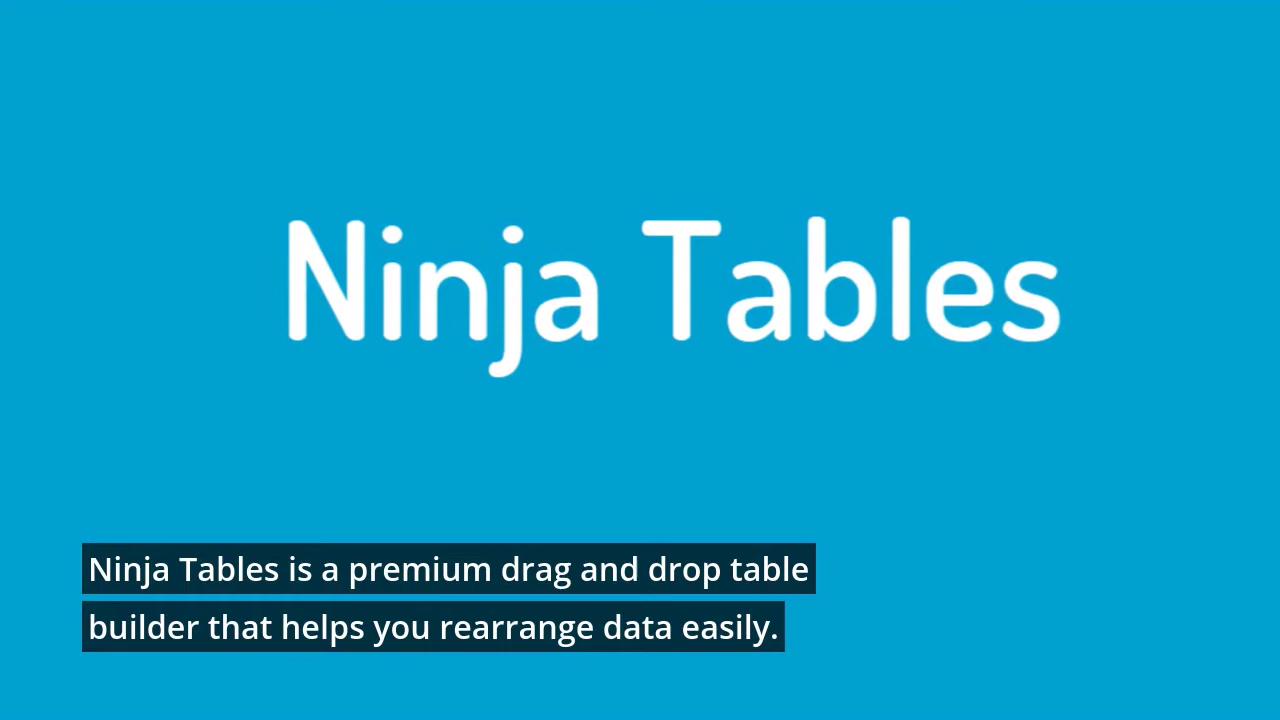 Ninja Tables
Ninja Tables is a premium drag and drop table
builder that helps you rearrange data easily.